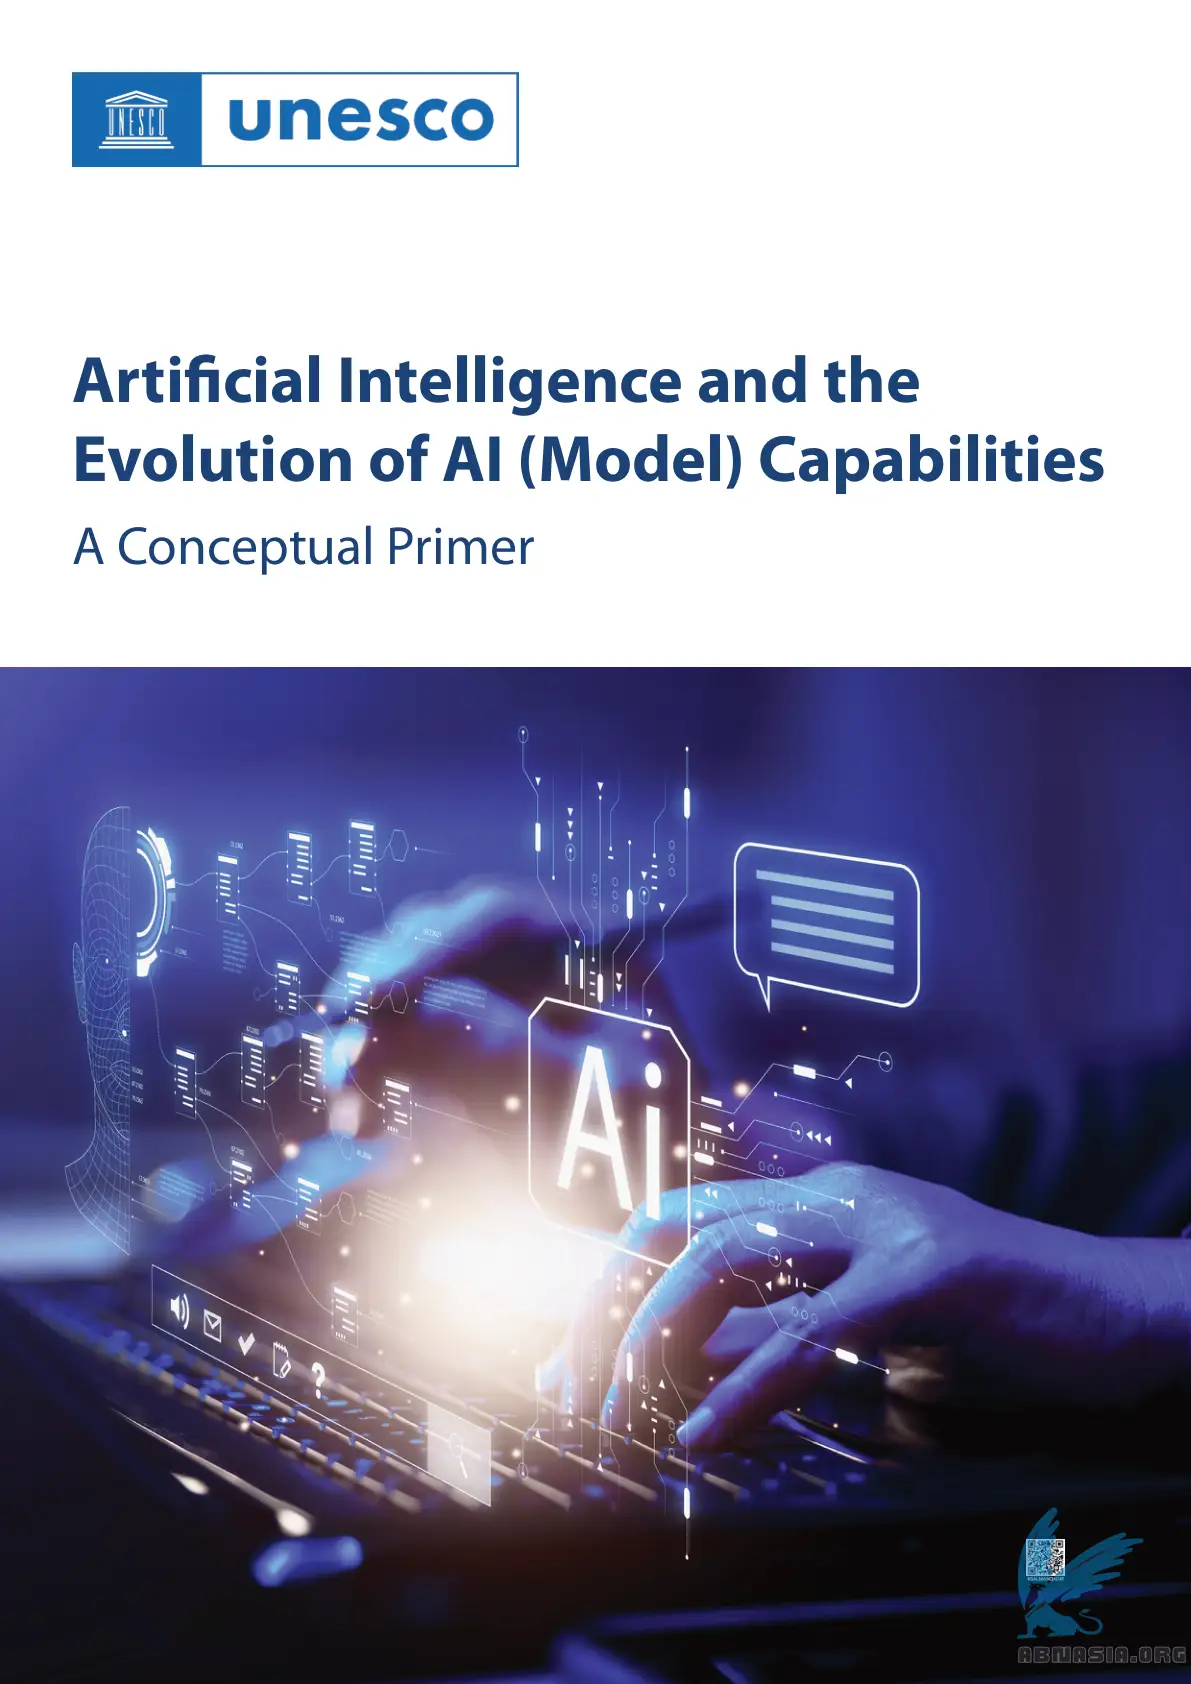 UNESCO
unesco
Artificial Intelligence and the
Evolution of AI (Model) Capabilities
A Conceptual Primer
Ai
?
ABNASIA.ORG